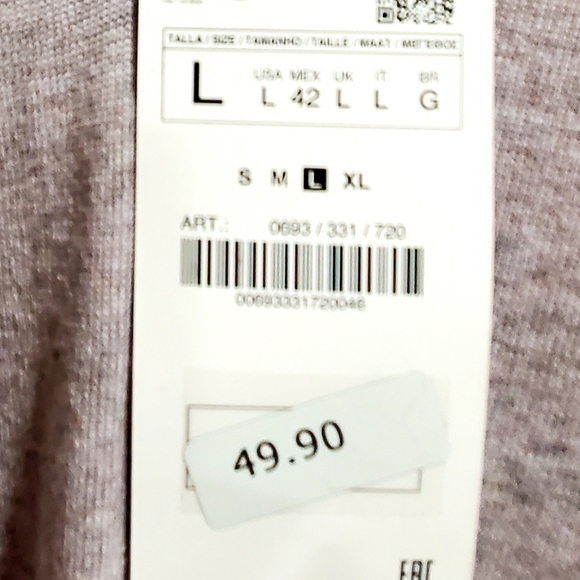 TALLA / SIZE / TAMANHO / TAILLE / MAAT /
L
USA MEX UK IT BR
L 42 L L G
S M L XL
ART.: 0693 / 331 / 720
00693331720046
49.90
EAC